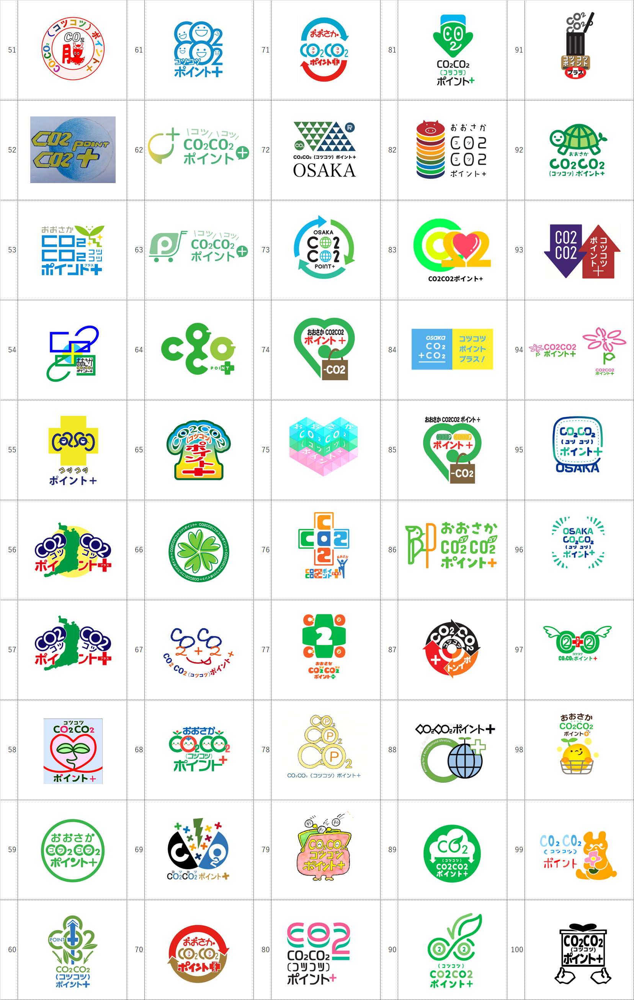 51
CO2CO2(コツコツ)ポイント+
CO2
脱
61
CO2
CO2
コツコツ
ポイント+
71
おおさか
CO2CO2
コツ コツ
ポイント+
プラス
81
CO
2
CO2CO2
(コツコツ)
ポイント+
91
CO2
CO2
コツコツ
ポイント
プラス
52
CO2 POINT
CO2 +
62
\コツ/\コツ/
CO2CO2
ポイント+
72
R
CO2
CO2CO2(コツコツ)ポイント+
OSAKA
82
おおさか
CO2
コ ッ
CO2
コ ッ
ポイント+
92
おおさか
CO2CO2
(コツコツ)ポイント+
53
おおさか
CO2
CO2 コツ
コツ
プラス
ポイント+
63
P
\コツ/\コツ/
CO2CO2
ポイント+
73
OSAKA
CO2
CO2
POINT+
83
CO2
CO2CO2ポイント+
93
CO2
CO2
コツコツ
ポイント+
54
おおさか
CO2CO2
ポイント+
64
POINT+
74
おおさか CO2CO2
ポイント +
-CO2
84
osaka
CO2
+CO2
コツコツ
ポイント
プラス!
94
CO2CO2
ポイント+
P
P
CO2CO2
ポイント+
55
CO2CO2
コツコツ
ポイント+
65
CO2CO2
(コツコツ)
ポイント+
75
おおさか
CO2CO2
(コツコツ)
ポイント+
85
おおさか CO2CO2 ポイント+
ポイント +
-CO2
95
CO2CO2
(コツ コツ)
ポイント+
OSAKA
56
CO2 CO2
コツ コツ
ポイント+
プラス
66
CO2CO2(コツコツ)ポイント+ CO2CO2(コツコツ)ポイント+ CO2CO2(コツコツ)ポイント+ CO2CO2(コツコツ)ポイント+
76
C
CO2
2
おおさか
CO2 ポイ
CO2 ント+
プラス
86
BP
おおさか
CO2CO2
コツ コツ
ポイント+
96
OSAKA
CO2CO2
(コツ コツ)
ポイント+
57
CO2 CO2
コツ コツ
ポイント+
プラス
67
CO CO
2+2
CO2 CO2(コツコツ)ポイント+
77
C O
2
C O
おおさか
コツ コツ
CO2CO2
ポイント+
87
CO2 CO2
コツコツ
ポイント
+
97
2 P 2
コツコツ
CO2CO2ポイント+
58
コツコツ
CO2CO2
ポイント+
68
おおさか
CO2CO2
(コツコツ)
ポイント+
78
P2
P2
P2
CO2CO2(コツコツ)ポイント+
88
CO2CO2ポイント+
Aiming for a decarbonized lifestyle.
98
おおさか
CO2CO2
ポイント+
59
おおさか
CO2CO2
コツ コツ
ポイント+
69
C O2
コ ツ コ ツ
CO2CO2ポイント+
79
CO2CO2
コツコツ
ポイント+
89
CO2
(コツコツ)
CO2CO2
ポイント+
99
CO2 CO2
(コツコツ)
ポイント
60
CO2
POINT
CO2CO2
(コツコツ)
ポイント+
70
おおさか
CO2CO2
コツ コツ
ポイント+
プラス
80
CO2
CO2CO2
(コツコツ)
ポイント+
90
2 2
(コツコツ)
CO2CO2
ポイント+
100
CO2CO2
(コツコツ)
ポイント+